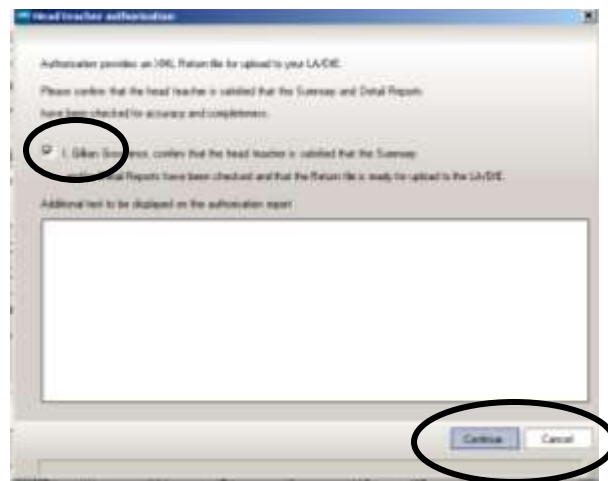 Head teacher authorisation
Authorisation provides an XML Return file for upload to your LA/DfE.
Please confirm that the head teacher is satisfied that the Summary and Detail Reports
have been checked for accuracy and completeness.
I, Gillian confirm that the head teacher is satisfied that the Summary
Detail Reports have been checked and that the Return file is ready for upload to the LA/DfE.
Additional text to be displayed on the authorisation report
Continue Cancel